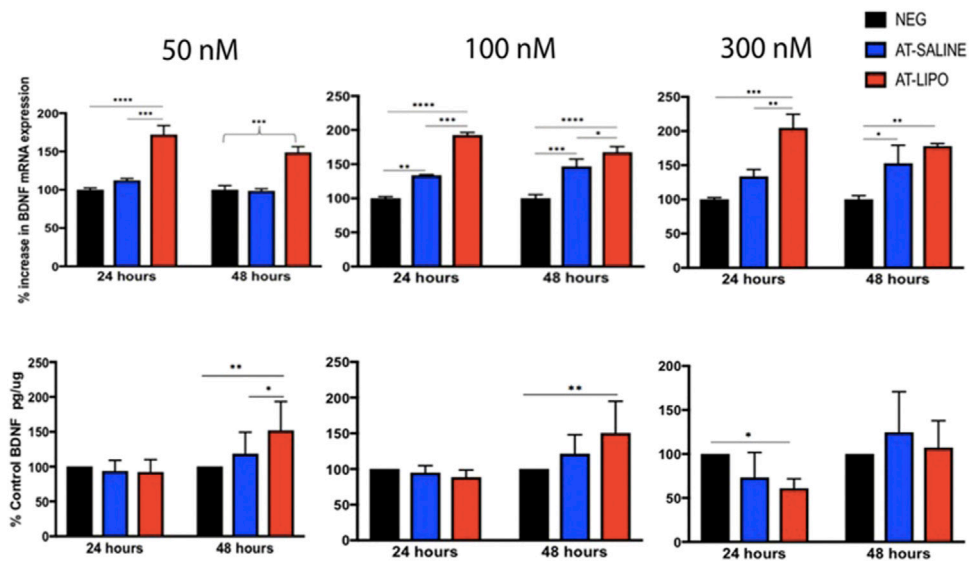 NEG
AT-SALINE
AT-LIPO
50 nM
100 nM
300 nM
% increase in BDNF mRNA expression
200
150
100
50
0
****
***
***
24 hours
48 hours
250
200
150
100
50
0
****
***
**
****
*
***
24 hours
48 hours
250
200
150
100
50
0
***
**
**
*
24 hours
48 hours
% Control BDNF pg/ug
250
200
150
100
50
0
**
*
24 hours
48 hours
250
200
150
100
50
0
**
24 hours
48 hours
200
150
100
50
0
*
24 hours
48 hours